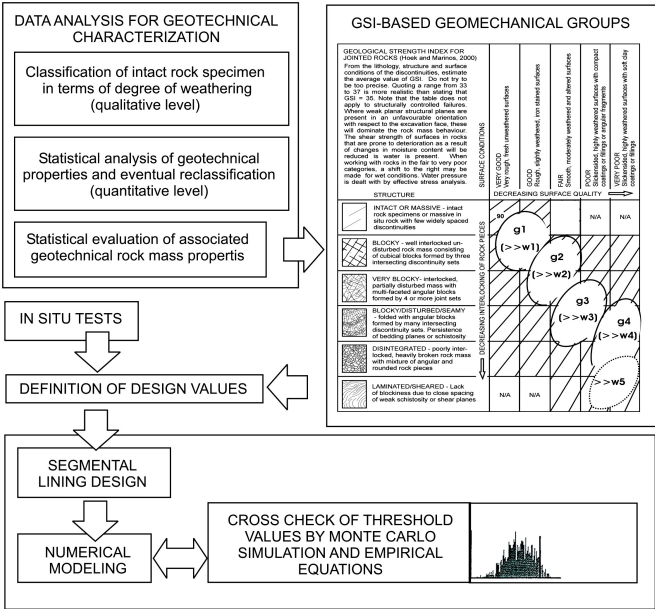 DATA ANALYSIS FOR GEOTECHNICAL
CHARACTERIZATION
Classification of intact rock specimen
in terms of degree of weathering
(qualitative level)
Statistical analysis of geotechnical
properties and eventual reclassification
(quantitative level)
Statistical evaluation of associated
geotechnical rock mass propertis
IN SITU TESTS
DEFINITION OF DESIGN VALUES
SEGMENTAL
LINING DESIGN
NUMERICAL
MODELING
CROSS CHECK OF THRESHOLD
VALUES BY MONTE CARLO
SIMULATION AND EMPIRICAL
EQUATIONS
GSI-BASED GEOMECHANICAL GROUPS
GEOLOGICAL STRENGTH INDEX FOR
JOINTED ROCKS (Hoek and Marinos, 2000)
From the lithology, structure and surface
conditions of the discontinuities, estimate
the average value of GSI. Do not try to
be too precise. Quoting a range from 33
to 37 is more realistic then stating that
GSI = 35. Note that the table does not
apply to structurally controlled failures.
Where weak planar structural planes are
present in an unfavourable orientation
with respect to the excavation face, these
will dominate the rock mass behaviour.
The shear strength of surfaces in rocks
that are prone to deterioration as a result
of changes in moisture content will be
reduced is water is present. When
working with rocks in the fair to very poor
categories, a shift to the right may be
made for wet conditions. Water pressure
is dealt with by effective stress analysis.
STRUCTURE
SURFACE CONDITIONS
VERY GOOD
Very rough, fresh unweathered surfaces
GOOD
Rough, slightly weathered, iron stained surfaces
FAIR
Smooth, moderately weathered and altered surfaces
POOR
Slickensided, highly weathered surfaces with compact
coatings or fillings or angular fragments
VERY POOR
Slickensided, highly weathered surfaces with soft clay
coatings or fillings
DECREASING SURFACE QUALITY
DECREASING INTERLOCKING OF ROCK PIECES
INTACT OR MASSIVE - intact
rock specimens or massive in
situ rock with few widely spaced
discontinuities
BLOCKY - well interlocked un-
disturbed rock mass consisting
of cubical blocks formed by three
intersecting discontinuity sets
VERY BLOCKY- interlocked,
partially disturbed mass with
multi-faceted angular blocks
formed by 4 or more joint sets
BLOCKY/DISTURBED/SEAMY
- folded with angular blocks
formed by many intersecting
discontinuity sets. Persistence
of bedding planes or schistosity
DISINTEGRATED - poorly inter-
locked, heavily broken rock mass
with mixture of angular and
rounded rock pieces
LAMINATED/SHEARED - Lack
of blockiness due to close spacing
of weak schistosity or shear planes
90
N/A
N/A
g1
(>>w1)
g2
(>>w2)
g3
(>>w3)
g4
(>>w4)
>>w5
N/A
N/A